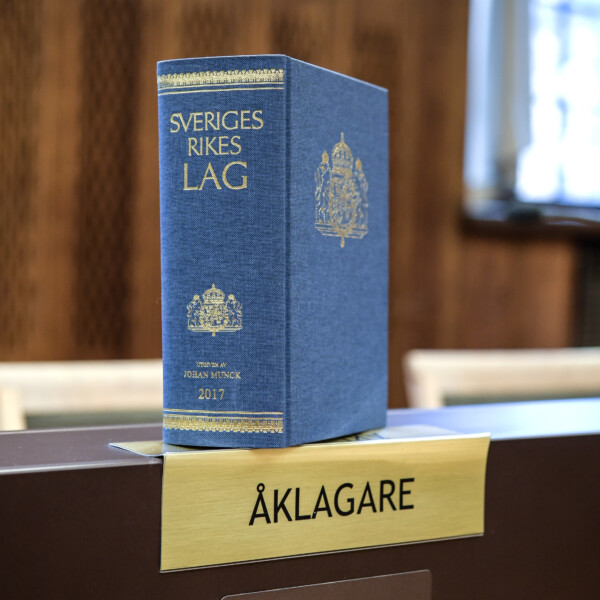 SVERIGES
RIKES
LAG
UTGIVEN AV
JOHAN MUNCK
2017
ÅKLAGARE